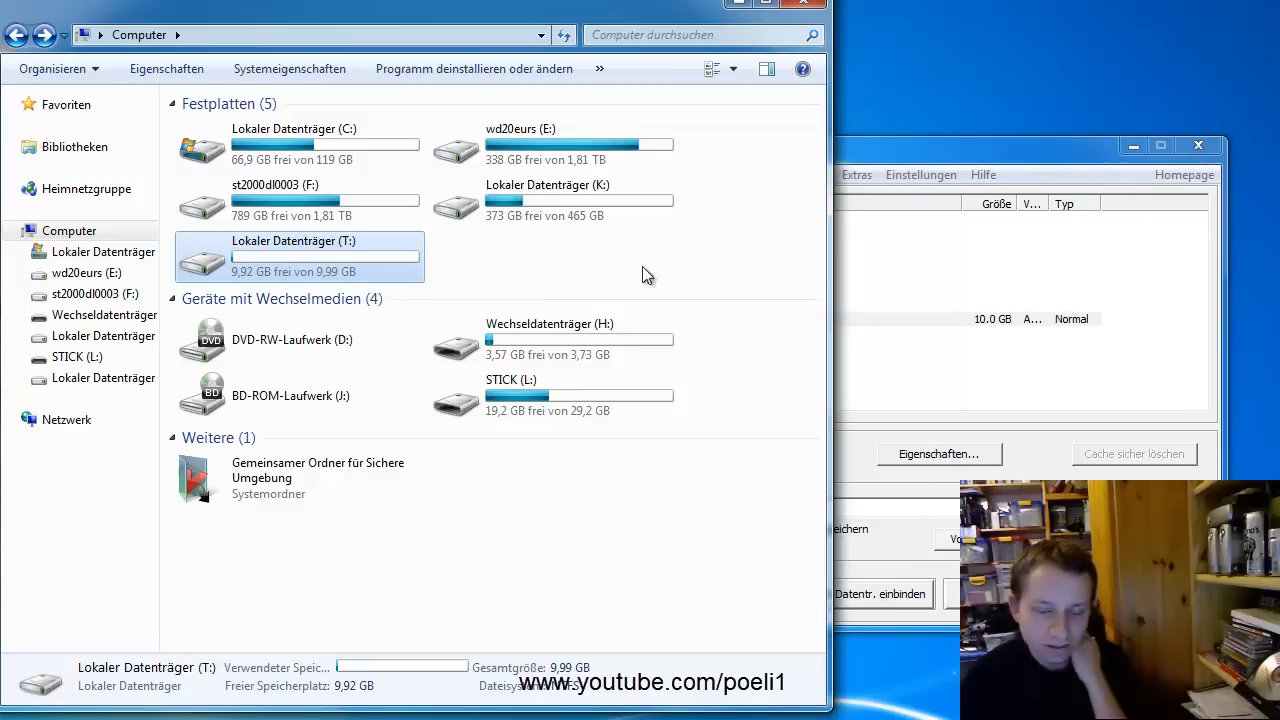 Computer
Computer durchsuchen
Organisieren
Eigenschaften
Systemeigenschaften
Programm deinstallieren oder ändern
»
Favoriten
Bibliotheken
Heimnetzgruppe
Computer
Lokaler Datenträger
wd20eurs (E:)
st2000dl0003 (F:)
Wechseldatenträger
Lokaler Datenträger
STICK (L:)
Lokaler Datenträger
Netzwerk
Festplatten (5)
Lokaler Datenträger (C:)
66,9 GB frei von 119 GB
wd20eurs (E:)
338 GB frei von 1,81 TB
st2000dl0003 (F:)
789 GB frei von 1,81 TB
Lokaler Datenträger (K:)
373 GB frei von 465 GB
Lokaler Datenträger (T:)
9,92 GB frei von 9,99 GB
Geräte mit Wechselmedien (4)
DVD
DVD-RW-Laufwerk (D:)
Wechseldatenträger (H:)
3,57 GB frei von 3,73 GB
BD
BD-ROM-Laufwerk (J:)
STICK (L:)
19,2 GB frei von 29,2 GB
Weitere (1)
Gemeinsamer Ordner für Sichere
Umgebung
Systemordner
Lokaler Datenträger (T:)
Lokaler Datenträger
Verwendeter Speic...
Freier Speicherplatz: 9,92 GB
Gesamtgröße: 9,99 GB
www.youtube.com/poeli1
Extras
Einstellungen
Hilfe
Homepage
Größe
V...
Typ
10.0 GB
A...
Normal
Eigenschaften...
Cache sicher löschen
Datentr. einbinden